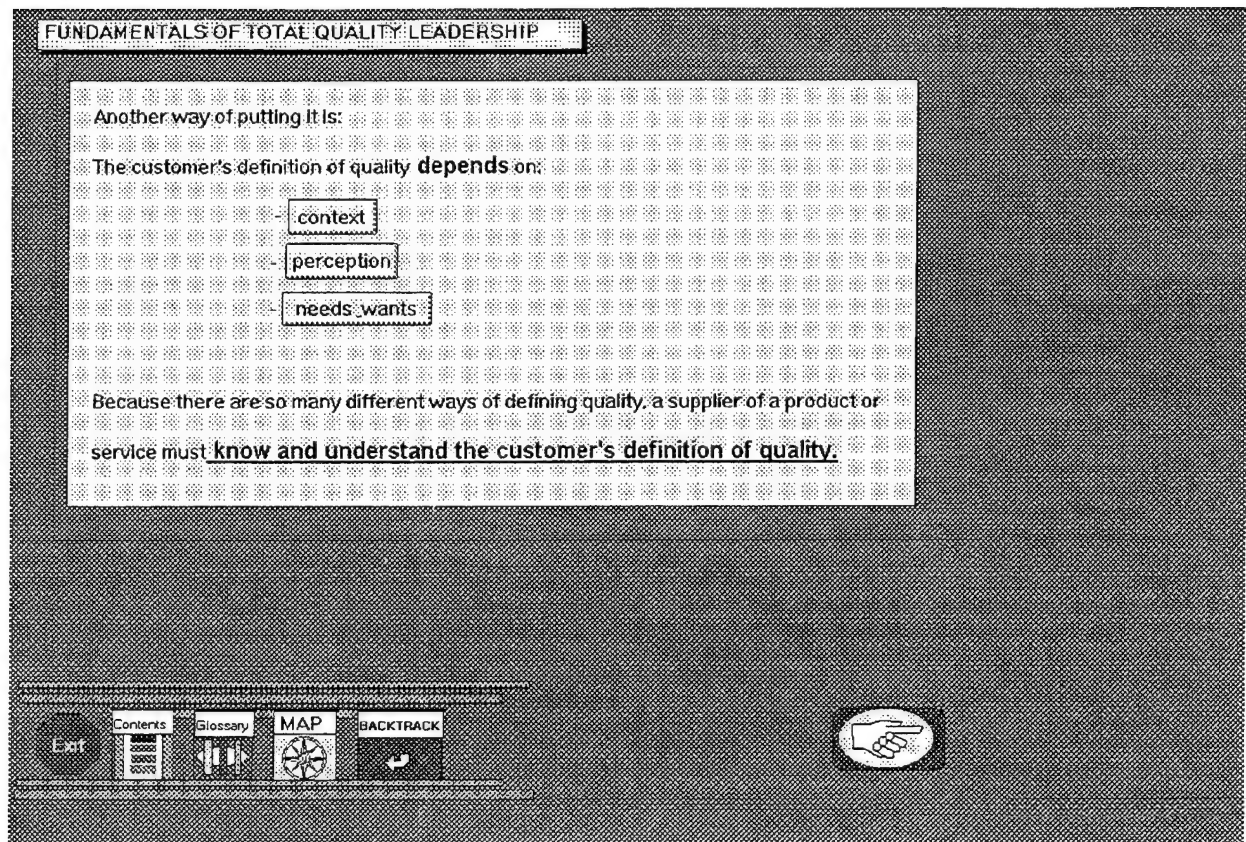 FUNDAMENTALS OF TOTAL QUALITY LEADERSHIP
Another way of putting it is:
The customer's definition of quality depends on:
- context
- perception
- needs_wants
Because there are so many different ways of defining quality, a supplier of a product or
service must know and understand the customer's definition of quality.
Exit
Contents
Glossary
MAP
BACKTRACK